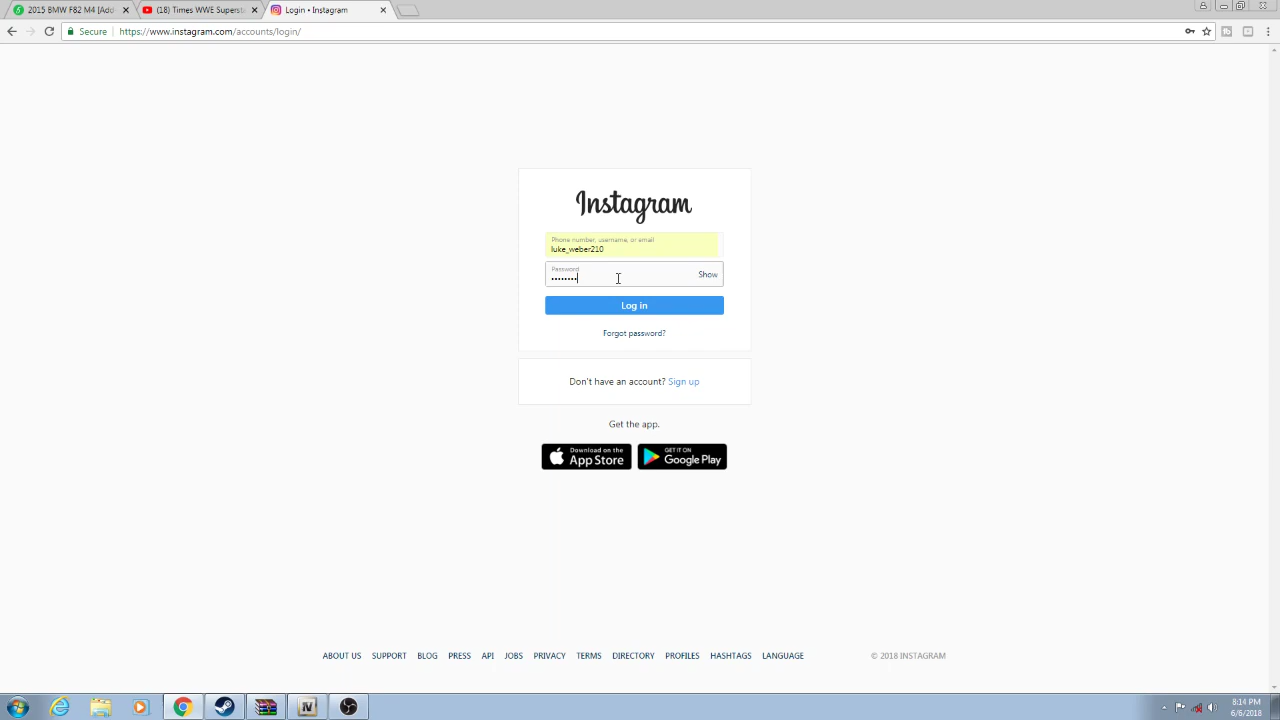 2015 BMW F82 M4 [Add
(18) Times WWE Superst
Login • Instagram
Secure
https://www.instagram.com/accounts/login/
Instagram
Phone number, username, or email
luke_weber210
Password
••••••••
Show
Log in
Forgot password?
Don't have an account? Sign up
Get the app.
Download on the
App Store
GET IT ON
Google Play
ABOUT US SUPPORT BLOG PRESS API JOBS PRIVACY TERMS DIRECTORY PROFILES HASHTAGS LANGUAGE © 2018 INSTAGRAM
IV
8:14 PM
6/6/2018